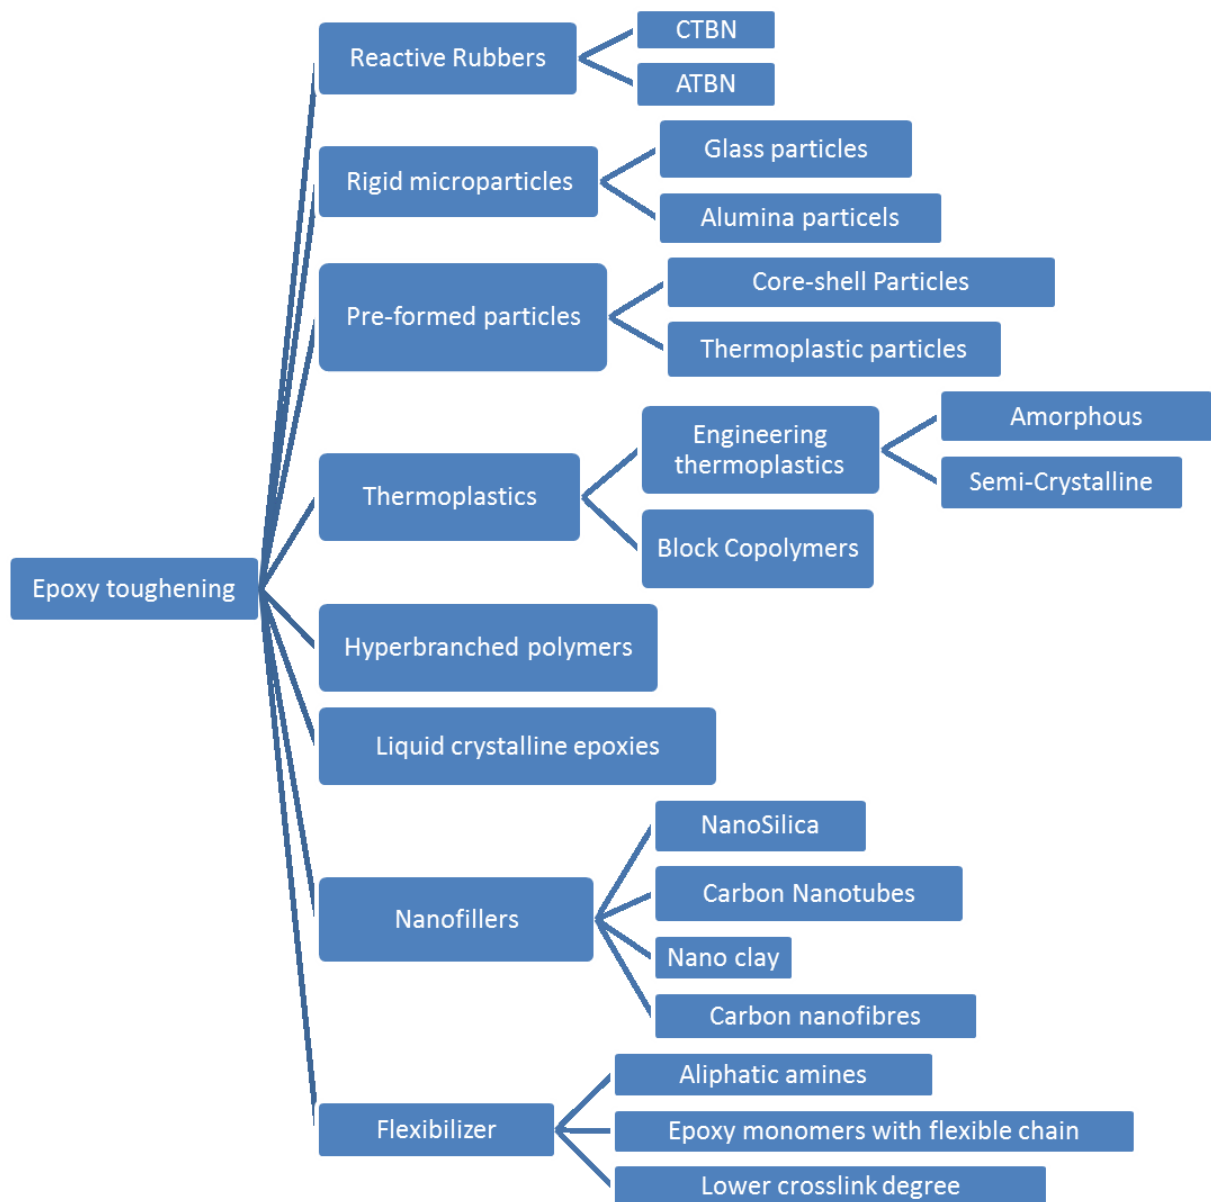 Epoxy toughening
Reactive Rubbers
CTBN
ATBN
Rigid microparticles
Glass particles
Alumina particels
Pre-formed particles
Core-shell Particles
Thermoplastic particles
Thermoplastics
Engineering
thermoplastics
Amorphous
Semi-Crystalline
Block Copolymers
Hyperbranched polymers
Liquid crystalline epoxies
Nanofillers
NanoSilica
Carbon Nanotubes
Nano clay
Carbon nanofibres
Flexibilizer
Aliphatic amines
Epoxy monomers with flexible chain
Lower crosslink degree